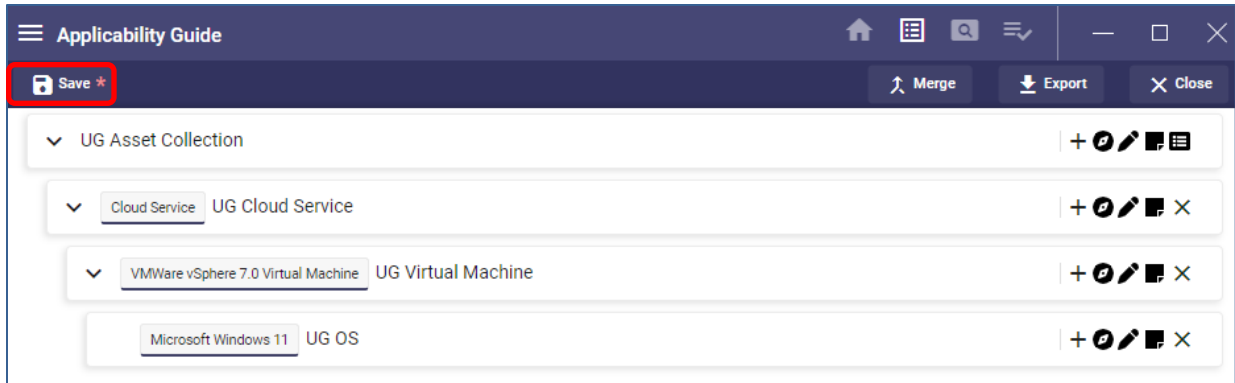 Applicability Guide
Save *
Merge
Export
Close
UG Asset Collection
Cloud Service UG Cloud Service
VMWare vSphere 7.0 Virtual Machine UG Virtual Machine
Microsoft Windows 11 UG OS